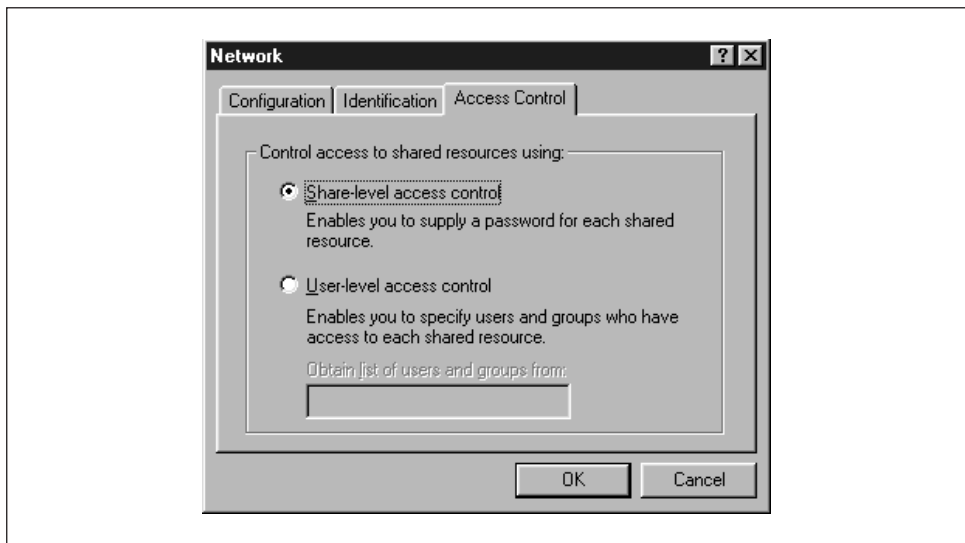 Network
Configuration
Identification
Access Control
Control access to shared resources using:
Share-level access control
Enables you to supply a password for each shared
resource.
User-level access control
Enables you to specify users and groups who have
access to each shared resource.
Obtain list of users and groups from:
OK
Cancel